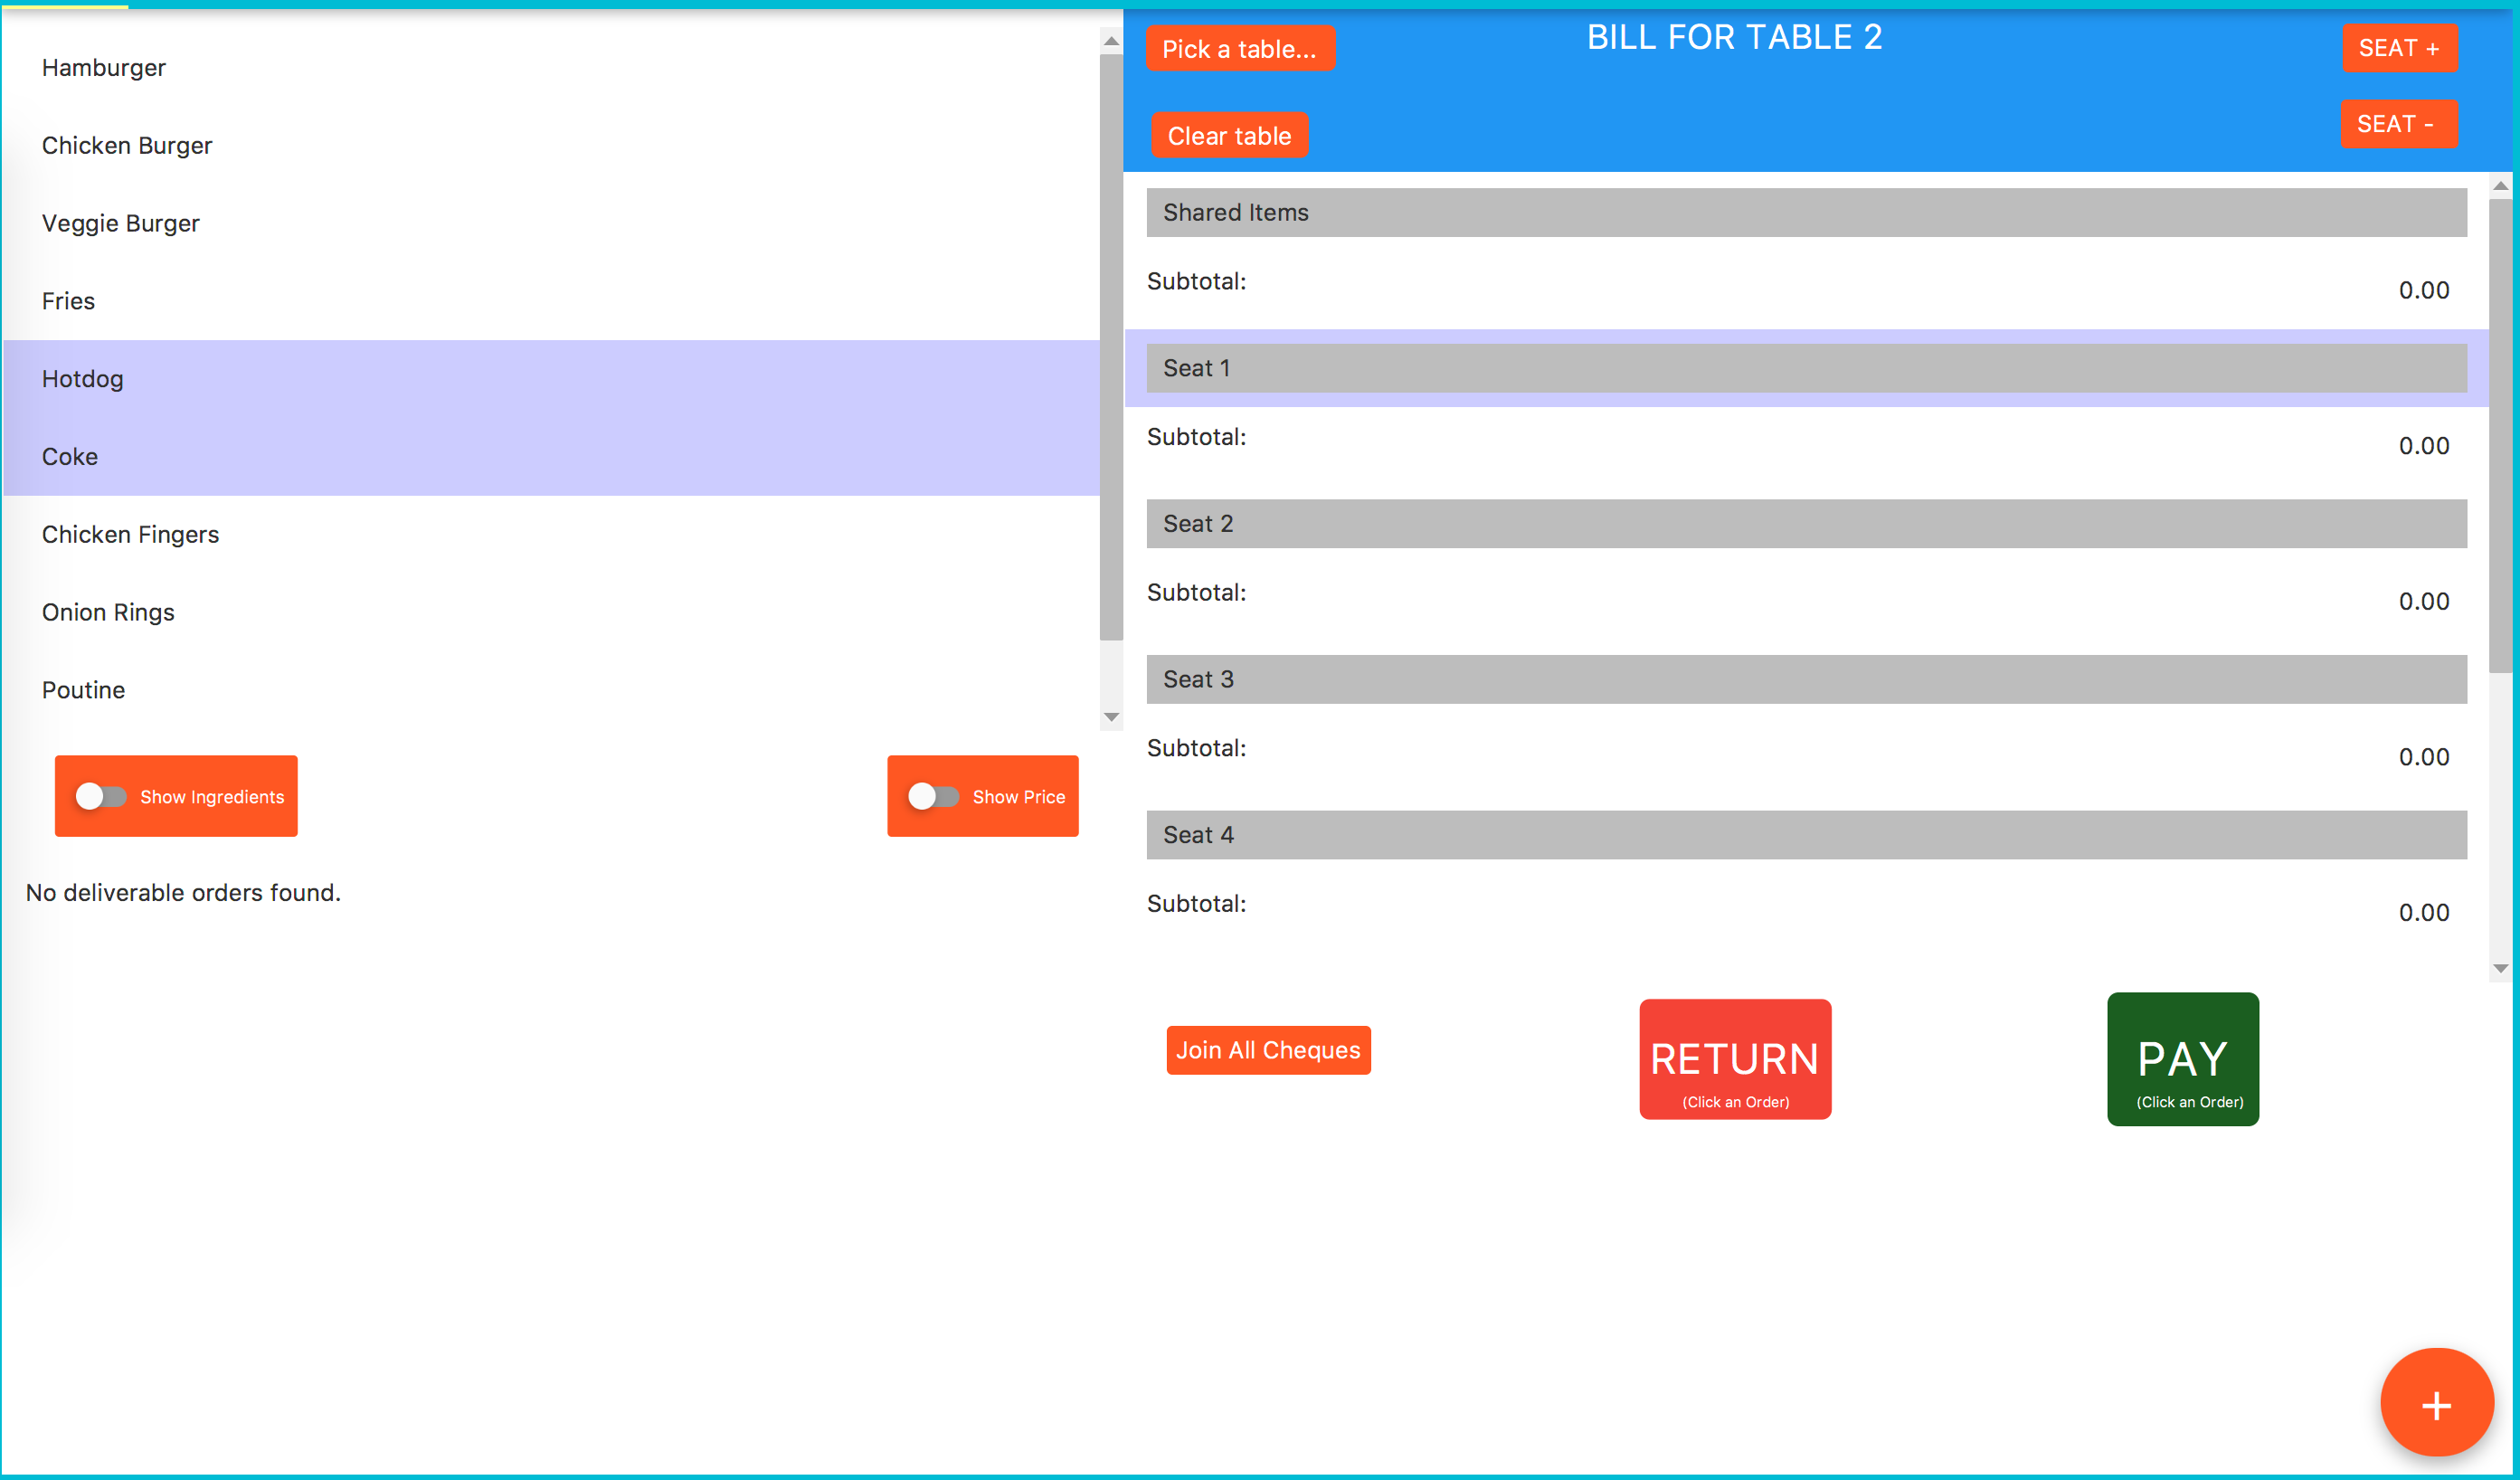 Hamburger
Chicken Burger
Veggie Burger
Fries
Hotdog
Coke
Chicken Fingers
Onion Rings
Poutine
Show Ingredients
Show Price
No deliverable orders found.
Pick a table...
BILL FOR TABLE 2
SEAT +
Clear table
SEAT -
Shared Items
Subtotal:
0.00
Seat 1
Subtotal:
0.00
Seat 2
Subtotal:
0.00
Seat 3
Subtotal:
0.00
Seat 4
Subtotal:
0.00
Join All Cheques
RETURN
(Click an Order)
PAY
(Click an Order)
+